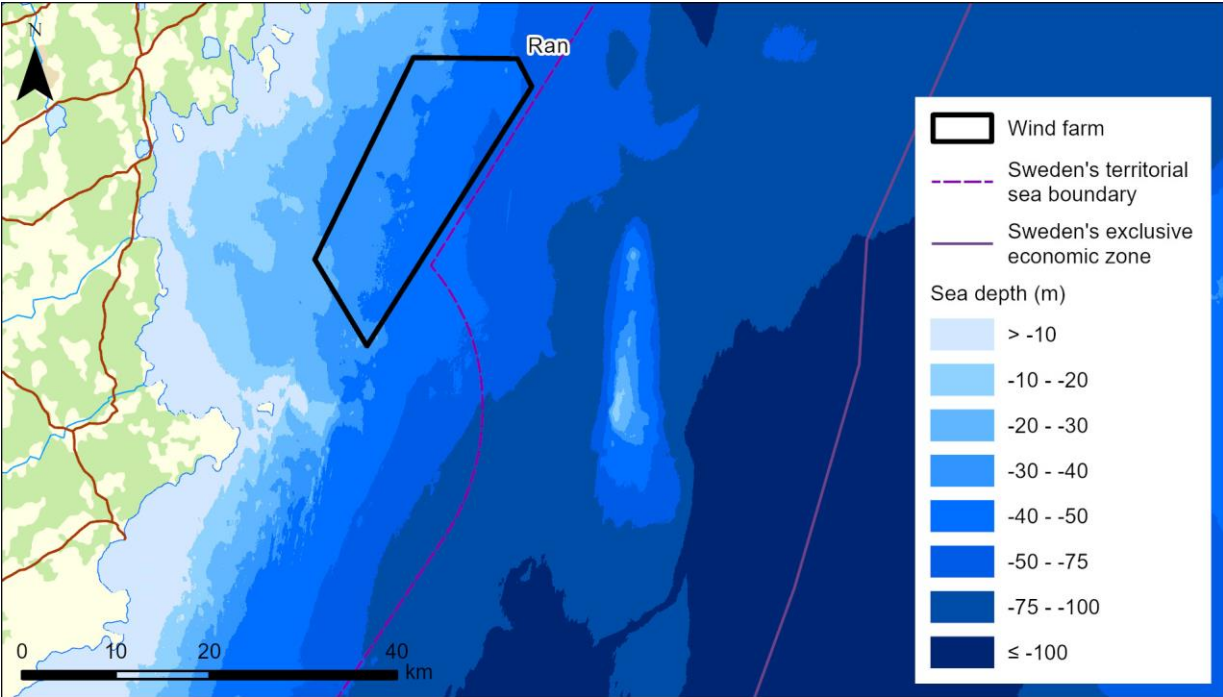 N
Ran
Wind farm
Sweden's territorial
sea boundary
Sweden's exclusive
economic zone
Sea depth (m)
> -10
-10 - -20
-20 - -30
-30 - -40
-40 - -50
-50 - -75
-75 - -100
≤ -100
0 10 20 40
km